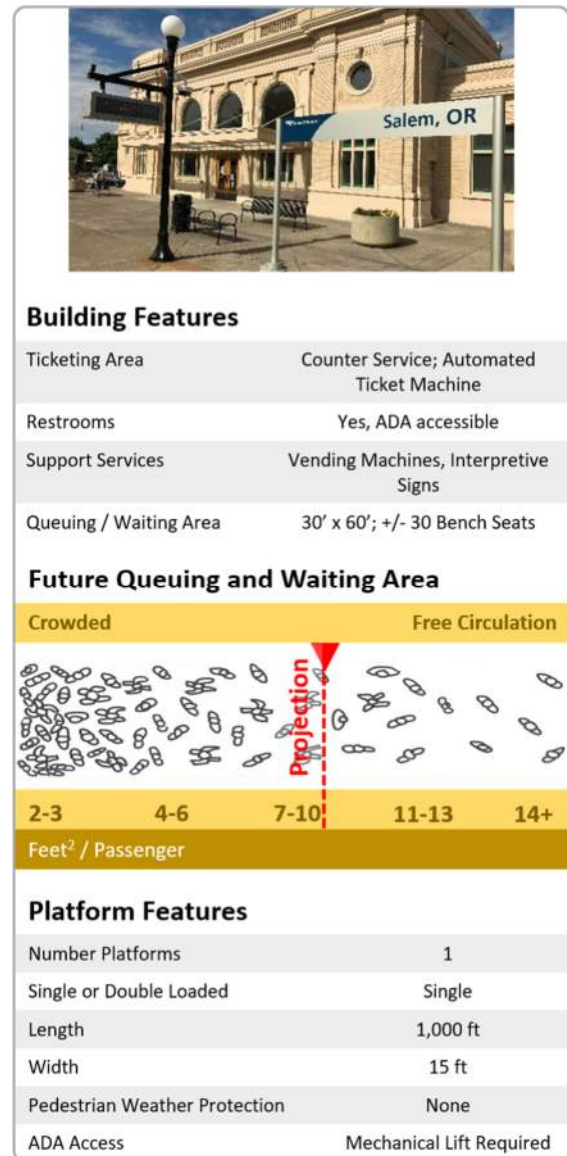 Salem, OR
Building Features
Ticketing Area Counter Service; Automated
Ticket Machine
Restrooms Yes, ADA accessible
Support Services Vending Machines, Interpretive
Signs
Queuing / Waiting Area 30’ x 60’; +/- 30 Bench Seats
Future Queuing and Waiting Area
Crowded Free Circulation
Projection
2-3 4-6 7-10 11-13 14+
Feet² / Passenger
Platform Features
Number Platforms 1
Single or Double Loaded Single
Length 1,000 ft
Width 15 ft
Pedestrian Weather Protection None
ADA Access Mechanical Lift Required